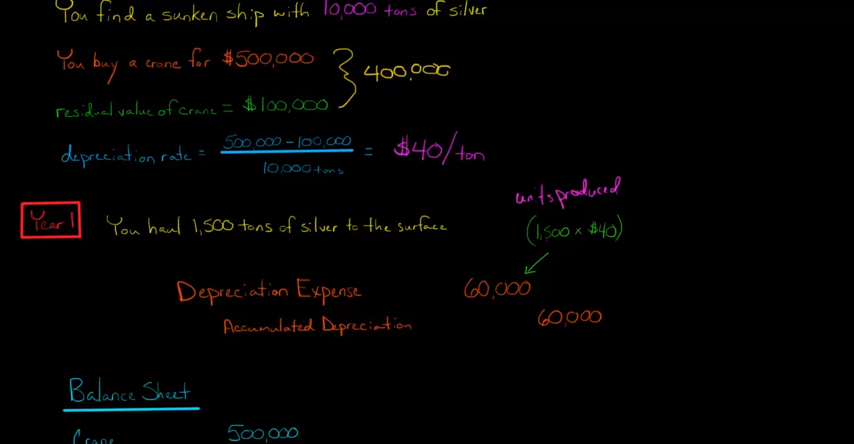 You find a sunken ship with 10,000 tons of silver
You buy a crane for $500,000
400,000
residual value of crane = $100,000
depreciation rate = 500,000 - 100,000 / 10,000 tons = $40/ton
units produced
Year 1 You haul 1,500 tons of silver to the surface (1,500 x $40)
Depreciation Expense 60,000
Accumulated Depreciation 60,000
Balance Sheet
Crane 500,000